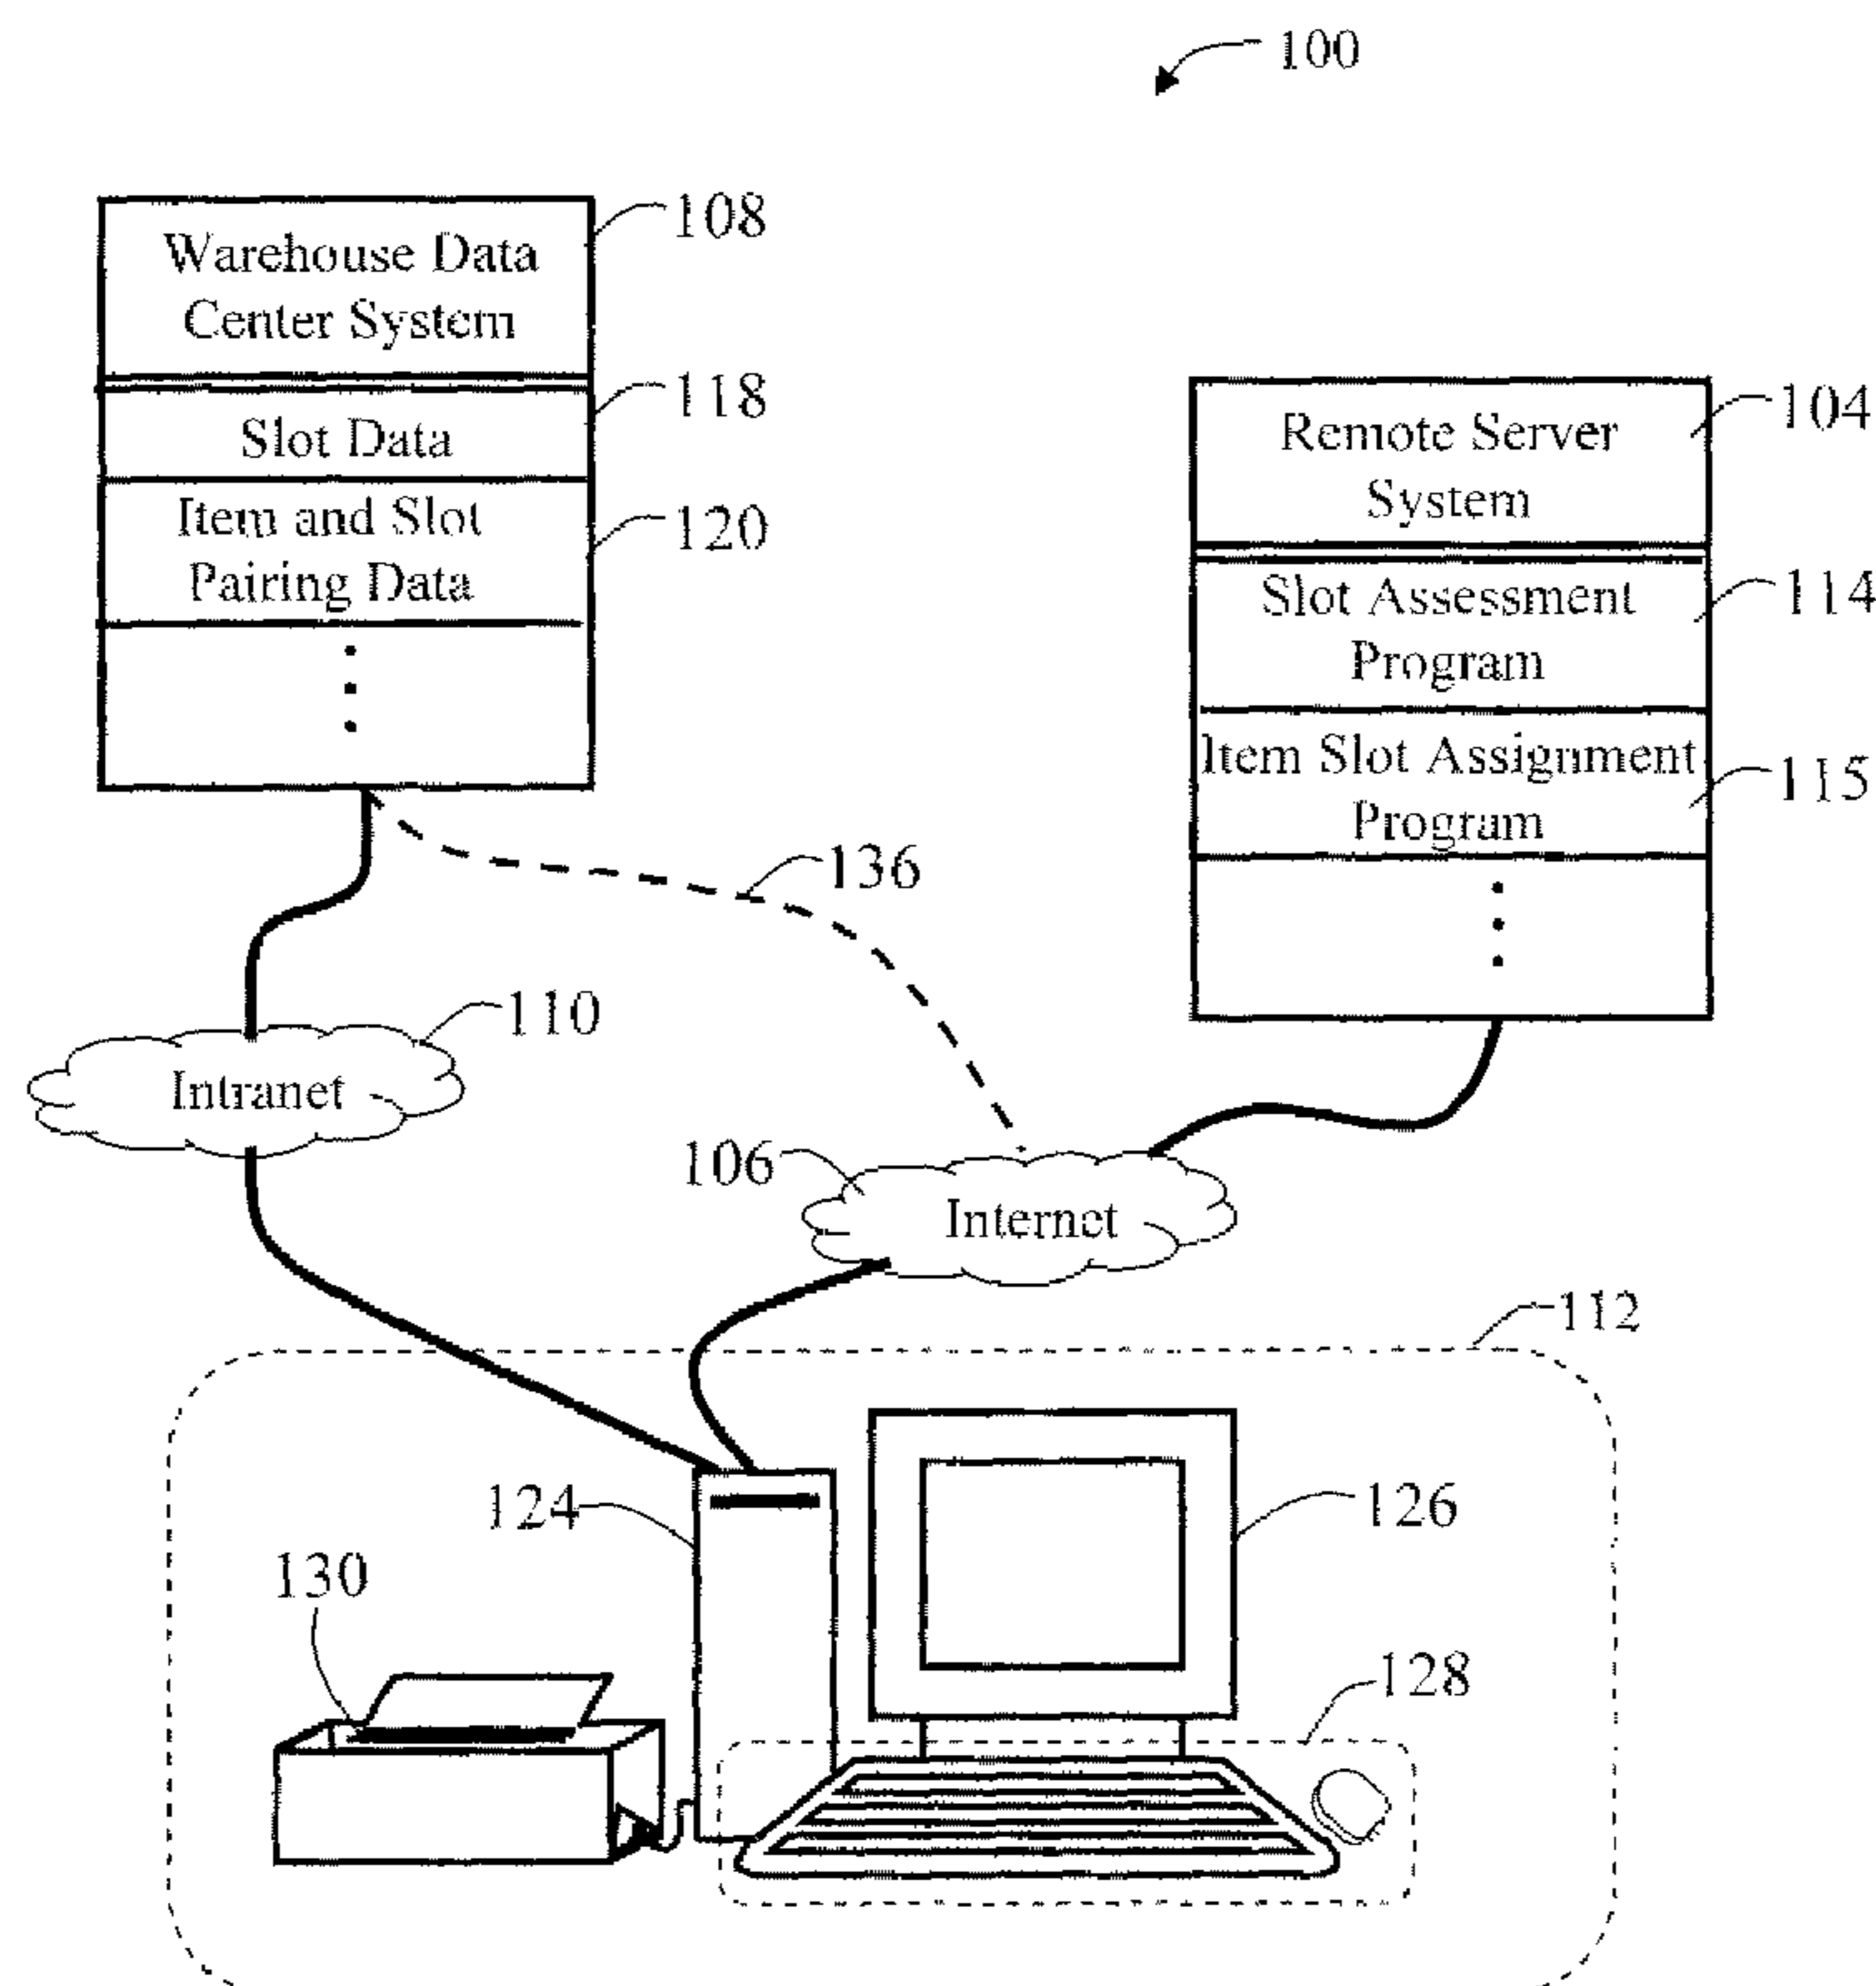 100
108
Warehouse Data
Center System
118
Slot Data
Item and Slot
Pairing Data
120
104
Remote Server
System
114
Slot Assessment
Program
Item Slot Assignment
Program
115
136
110
Intranet
106
Internet
112
124
126
130
128